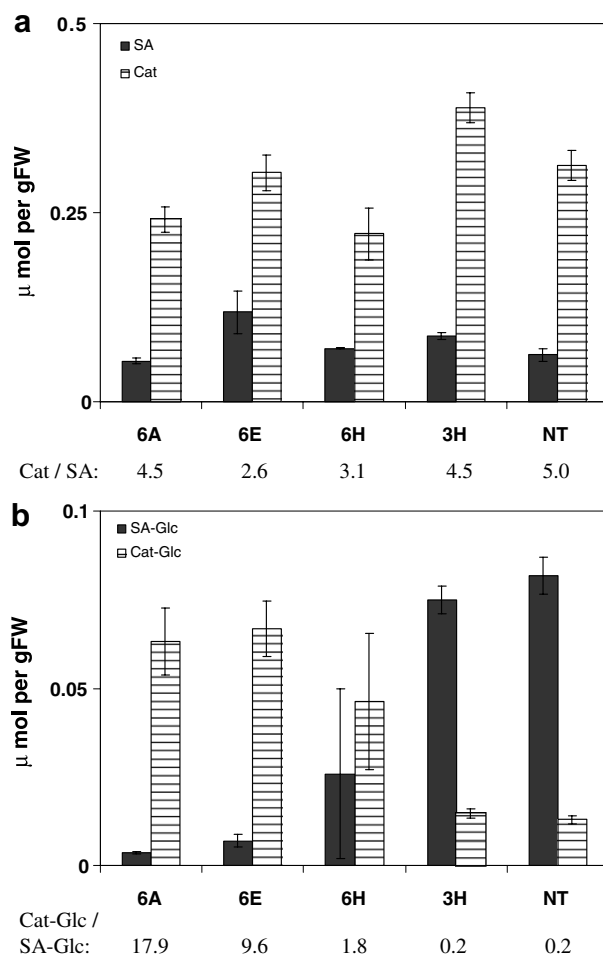 a
0.5
SA
Cat
0.25
μ mol per gFW
0
6A 6E 6H 3H NT
Cat / SA: 4.5 2.6 3.1 4.5 5.0
b
0.1
SA-Glc
Cat-Glc
0.05
μ mol per gFW
0
6A 6E 6H 3H NT
Cat-Glc /
SA-Glc: 17.9 9.6 1.8 0.2 0.2